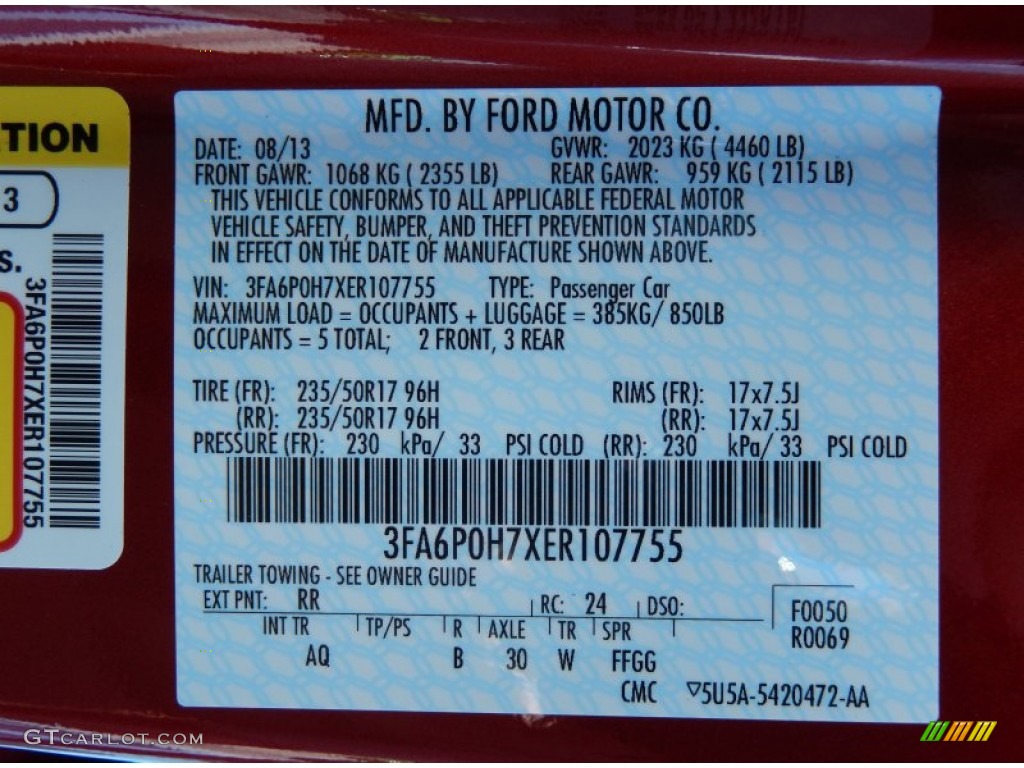 MFD. BY FORD MOTOR CO.
DATE: 08/13 GVWR: 2023 KG ( 4460 LB)
FRONT GAWR: 1068 KG ( 2355 LB) REAR GAWR: 959 KG ( 2115 LB)
THIS VEHICLE CONFORMS TO ALL APPLICABLE FEDERAL MOTOR
VEHICLE SAFETY, BUMPER, AND THEFT PREVENTION STANDARDS
IN EFFECT ON THE DATE OF MANUFACTURE SHOWN ABOVE.
VIN: 3FA6P0H7XER107755 TYPE: Passenger Car
MAXIMUM LOAD = OCCUPANTS + LUGGAGE = 385KG/ 850LB
OCCUPANTS = 5 TOTAL; 2 FRONT, 3 REAR
TIRE (FR): 235/50R17 96H RIMS (FR): 17x7.5J
(RR): 235/50R17 96H (RR): 17x7.5J
PRESSURE (FR): 230 kPa/ 33 PSI COLD (RR): 230 kPa/ 33 PSI COLD
3FA6P0H7XER107755
TRAILER TOWING - SEE OWNER GUIDE
EXT PNT: RR RC: 24 DSO: F0050
R0069
INT TR TP/PS R AXLE TR SPR
AQ B 30 W FFGG
CMC ▽5U5A-5420472-AA
TION
3
S.
3FA6P0H7XER107755
GTCARLOT.COM